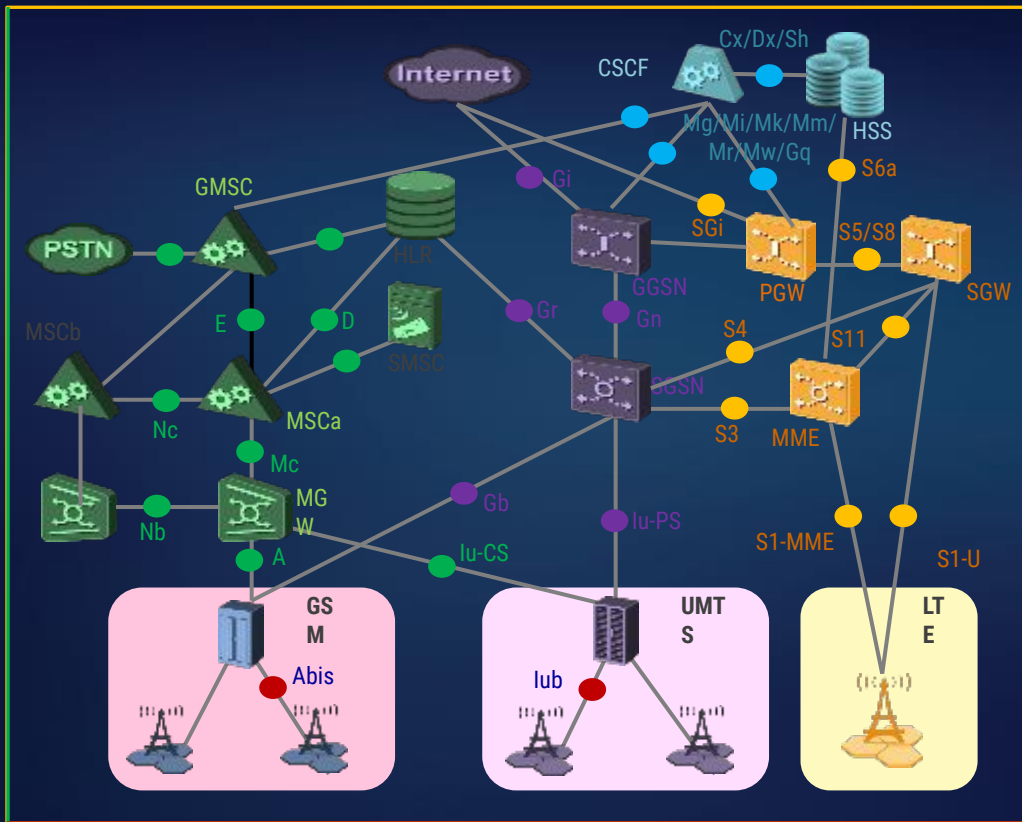 Cx/Dx/Sh
Internet
CSCF
HSS
Mg/Mi/Mk/Mm/
Mr/Mw/Gq
S6a
Gi
GMSC
SGi
S5/S8
PSTN
HLR
GGSN
PGW
SGW
E
D
Gr
Gn
S4
S11
MSCb
SMSC
SGSN
Nc
MSCa
S3
MME
Mc
MG
W
Gb
Iu-PS
Nb
A
Iu-CS
S1-MME
S1-U
GS
M
UMT
S
LT
E
Abis
Iub